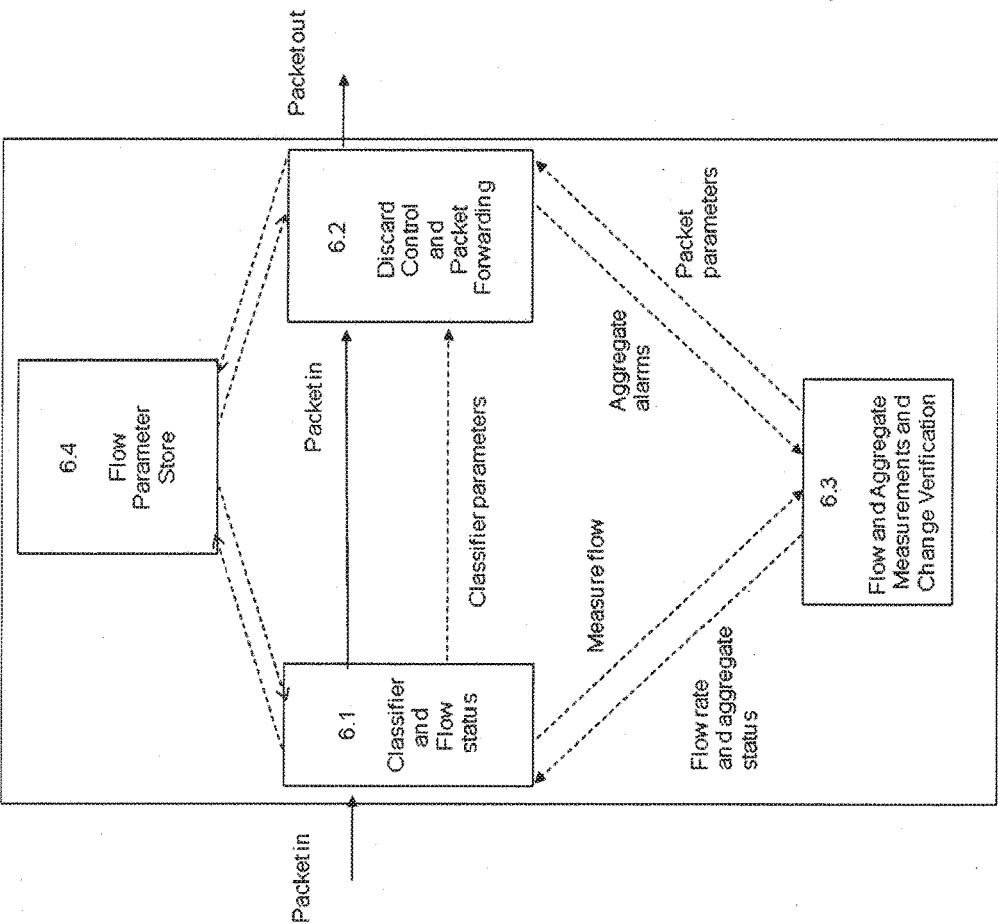 Packet in
6.1
Classifier
and
Flow
status
6.4
Flow
Parameter
Store
Packet in
Classifier parameters
6.2
Discard
Control
and
Packet
Forwarding
Packet out
Measure flow
Flow rate
and aggregate
status
Aggregate
alarms
Packet
parameters
6.3
Flow and Aggregate
Measurements and
Change Verification